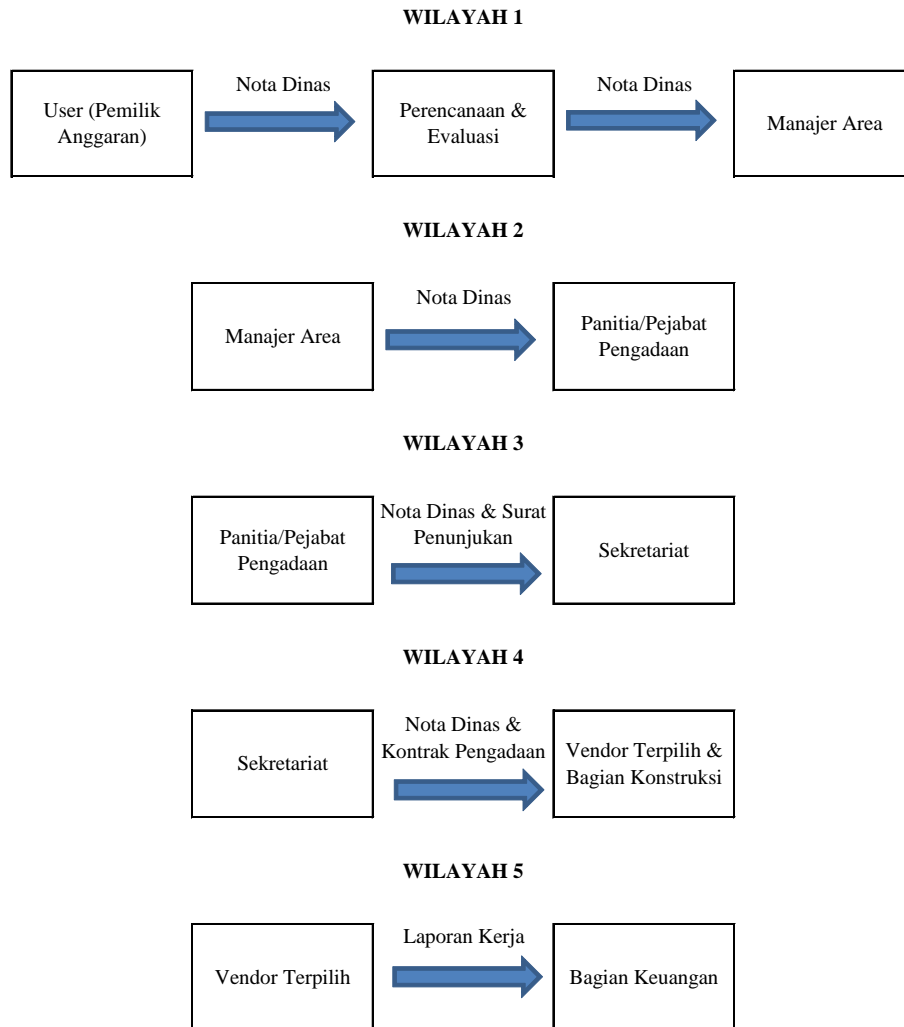 WILAYAH 1
Nota Dinas
Nota Dinas
User (Pemilik
Anggaran)
Perencanaan &
Evaluasi
Manajer Area
WILAYAH 2
Manajer Area
Nota Dinas
Panitia/Pejabat
Pengadaan
WILAYAH 3
Panitia/Pejabat
Pengadaan
Nota Dinas & Surat
Penunjukan
Sekretariat
WILAYAH 4
Sekretariat
Nota Dinas &
Kontrak Pengadaan
Vendor Terpilih &
Bagian Konstruksi
WILAYAH 5
Vendor Terpilih
Laporan Kerja
Bagian Keuangan